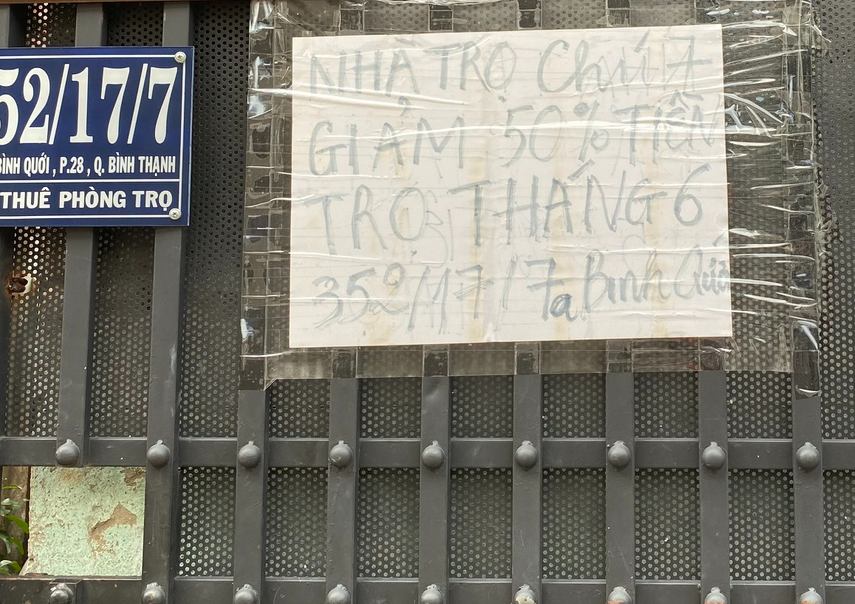 52/17/7
BÌNH QUỚI, P.28, Q. BÌNH THẠNH
THUÊ PHÒNG TRỌ
NHÀ TRỌ Chú 7
GIẢM 50% TIỀN
TRỌ THÁNG 6
352/17/7a Bình Quới